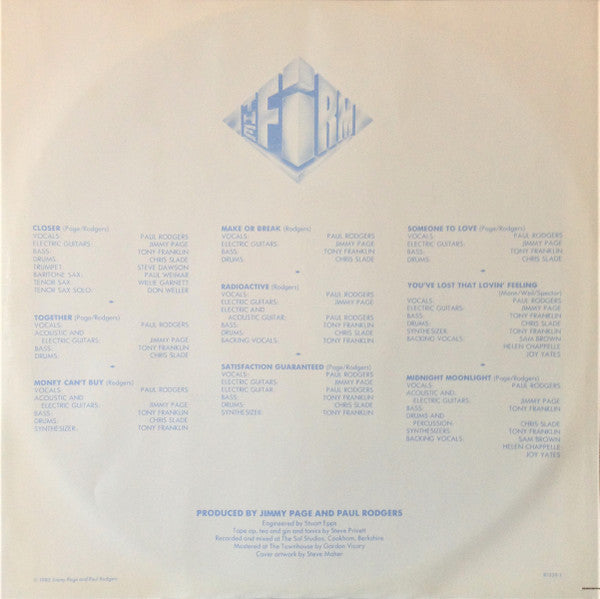 THE FIRM
CLOSER (Page/Rodgers)
VOCALS: PAUL RODGERS
ELECTRIC GUITARS: JIMMY PAGE
BASS: TONY FRANKLIN
DRUMS: CHRIS SLADE
TRUMPET: STEVE DAWSON
BARITONE SAX: PAUL WEIMAR
TENOR SAX: WILLIE GARNETT
TENOR SAX SOLO: DON WELLER
TOGETHER (Page/Rodgers)
VOCALS: PAUL RODGERS
ACOUSTIC AND
ELECTRIC GUITARS: JIMMY PAGE
BASS: TONY FRANKLIN
DRUMS: CHRIS SLADE
MONEY CAN'T BUY (Rodgers)
VOCALS: PAUL RODGERS
ACOUSTIC AND
ELECTRIC GUITARS: JIMMY PAGE
BASS: TONY FRANKLIN
DRUMS: CHRIS SLADE
SYNTHESIZER: TONY FRANKLIN
MAKE OR BREAK (Rodgers)
VOCALS: PAUL RODGERS
ELECTRIC GUITARS: JIMMY PAGE
BASS: TONY FRANKLIN
DRUMS: CHRIS SLADE
RADIOACTIVE (Rodgers)
VOCALS: PAUL RODGERS
ELECTRIC GUITARS: JIMMY PAGE
ELECTRIC AND
ACOUSTIC GUITAR: PAUL RODGERS
BASS: TONY FRANKLIN
DRUMS: CHRIS SLADE
BACKING VOCALS: TONY FRANKLIN
SATISFACTION GUARANTEED (Page/Rodgers)
VOCALS: PAUL RODGERS
ELECTRIC GUITARS: JIMMY PAGE
ELECTRIC GUITAR: PAUL RODGERS
BASS: TONY FRANKLIN
DRUMS: CHRIS SLADE
SYNTHESIZER: TONY FRANKLIN
SOMEONE TO LOVE (Page/Rodgers)
VOCALS: PAUL RODGERS
ELECTRIC GUITARS: JIMMY PAGE
BASS: TONY FRANKLIN
DRUMS: CHRIS SLADE
YOU'VE LOST THAT LOVIN' FEELING
(Mann/Weil/Spector)
VOCALS: PAUL RODGERS
ELECTRIC GUITARS: JIMMY PAGE
BASS: TONY FRANKLIN
DRUMS: CHRIS SLADE
SYNTHESIZER: TONY FRANKLIN
BACKING VOCALS: SAM BROWN
HELEN CHAPPELLE
JOY YATES
MIDNIGHT MOONLIGHT (Page/Rodgers)
VOCALS: PAUL RODGERS
ACOUSTIC AND
ELECTRIC GUITARS: JIMMY PAGE
BASS: TONY FRANKLIN
DRUMS AND
PERCUSSION: CHRIS SLADE
SYNTHESIZERS: TONY FRANKLIN
BACKING VOCALS: SAM BROWN
HELEN CHAPPELLE
JOY YATES
PRODUCED BY JIMMY PAGE AND PAUL RODGERS
Engineered by Stuart Epps
Tape op, tea and gin and tonics by Steve Privett
Recorded and mixed at The Sol Studios, Cookham, Berkshire
Mastered at The Townhouse by Gordon Vicary
Cover artwork by Steve Maher
© 1985 Jimmy Page and Paul Rodgers
81239-1